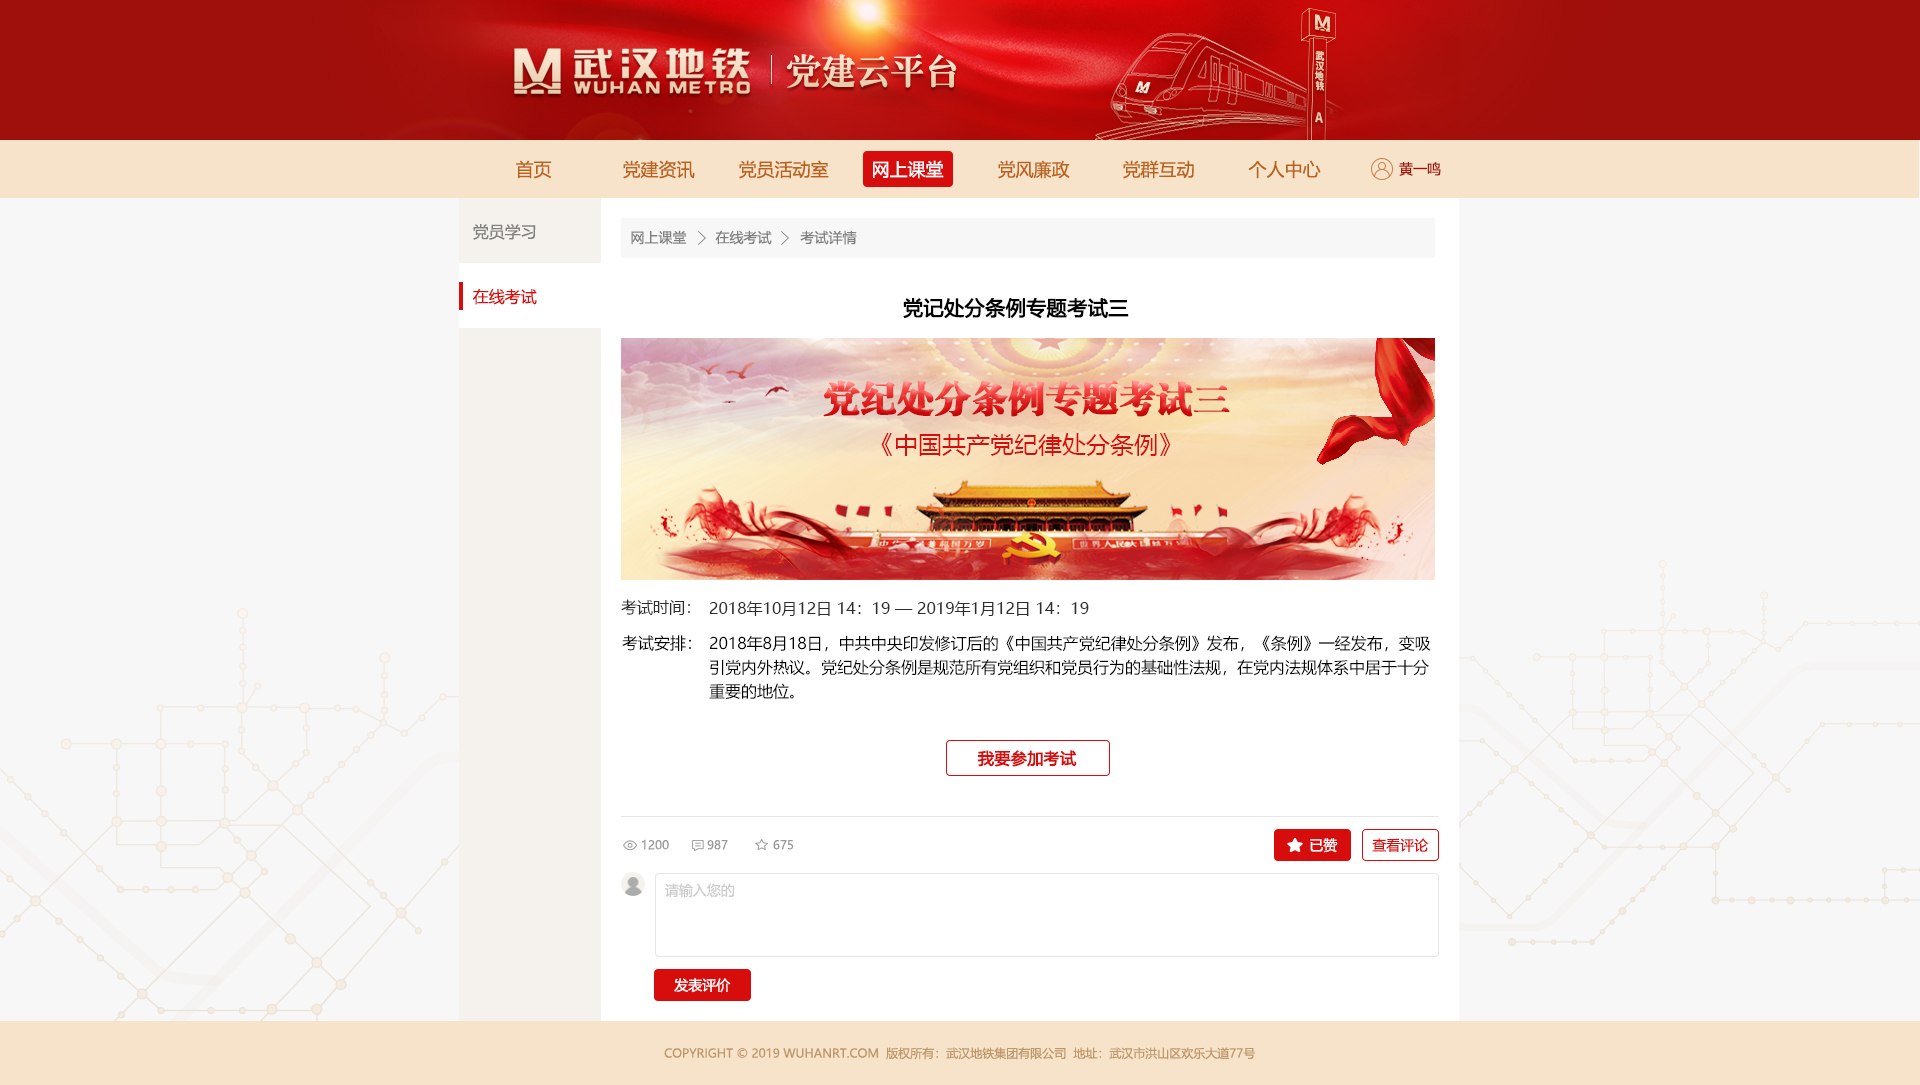 武汉地铁
WUHAN METRO
党建云平台
武汉地铁
A
首页 党建资讯 党员活动室 网上课堂 党风廉政 党群互动 个人中心 黄一鸣
党员学习
在线考试
网上课堂 > 在线考试 > 考试详情
党记处分条例专题考试三
党纪处分条例专题考试三
《中国共产党纪律处分条例》
考试时间： 2018年10月12日 14：19 — 2019年1月12日 14：19
考试安排： 2018年8月18日，中共中央印发修订后的《中国共产党纪律处分条例》发布，《条例》一经发布，变吸
引党内外热议。党纪处分条例是规范所有党组织和党员行为的基础性法规，在党内法规体系中居于十分
重要的地位。
我要参加考试
1200 987 675
已赞 查看评论
请输入您的
发表评价
COPYRIGHT © 2019 WUHANRT.COM 版权所有：武汉地铁集团有限公司 地址：武汉市洪山区欢乐大道77号